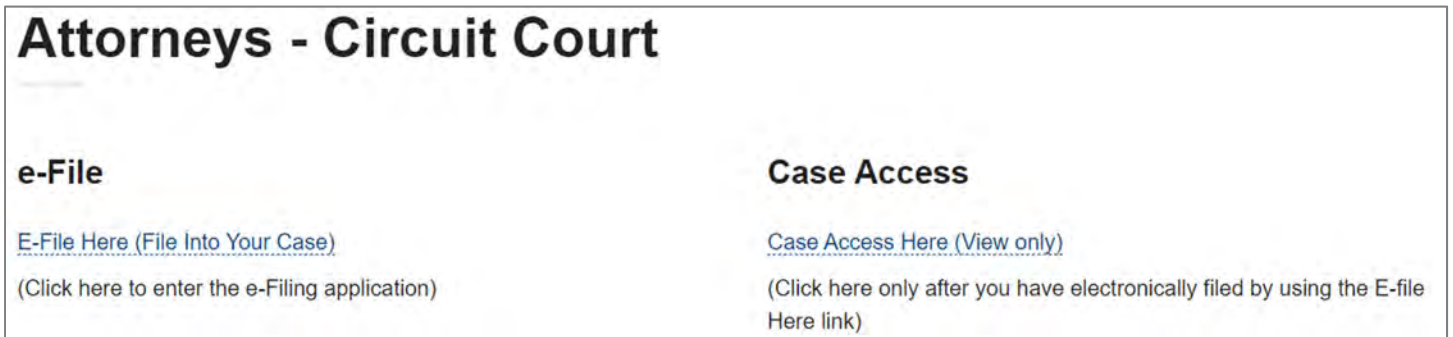 Attorneys - Circuit Court
e-File
E-File Here (File Into Your Case)
(Click here to enter the e-Filing application)
Case Access
Case Access Here (View only)
(Click here only after you have electronically filed by using the E-file
Here link)